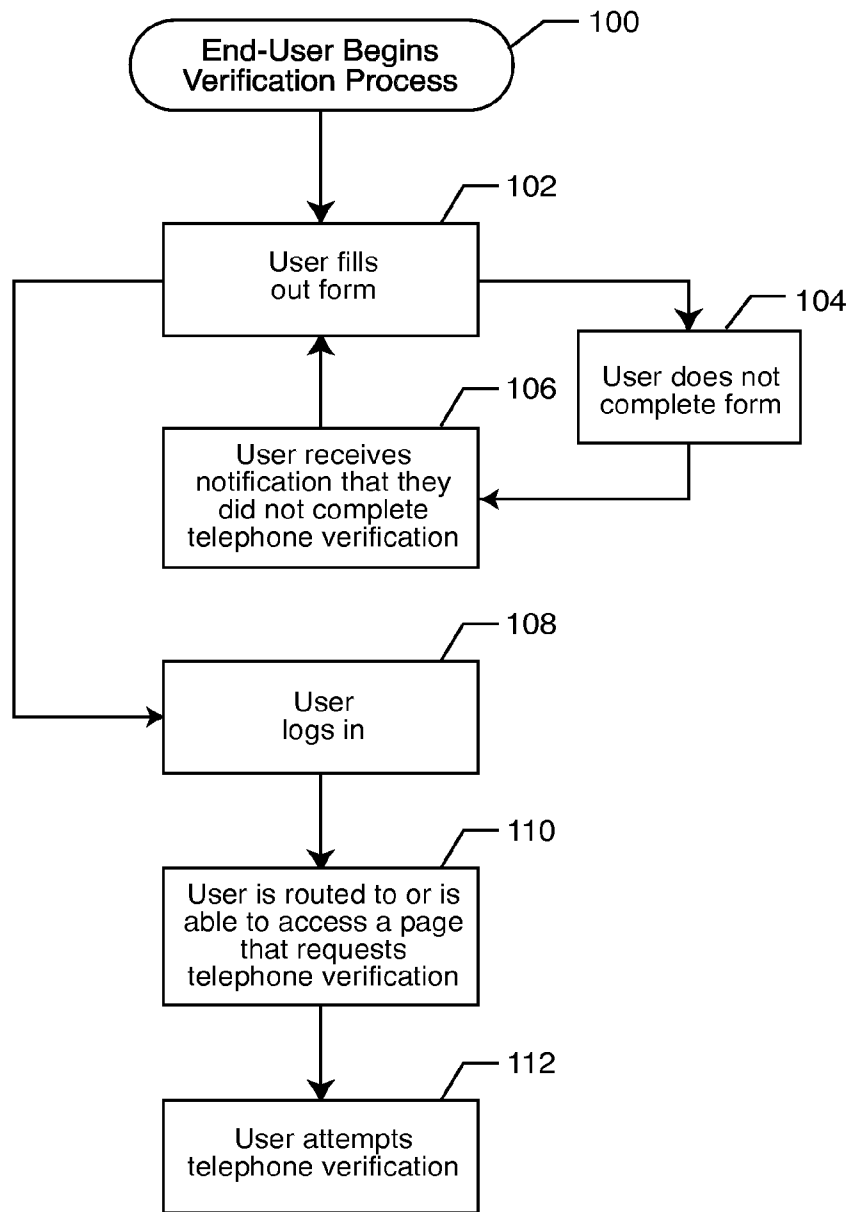 100
End-User Begins
Verification Process
102
User fills
out form
104
User does not
complete form
106
User receives
notification that they
did not complete
telephone verification
108
User
logs in
110
User is routed to or is
able to access a page
that requests
telephone verification
112
User attempts
telephone verification